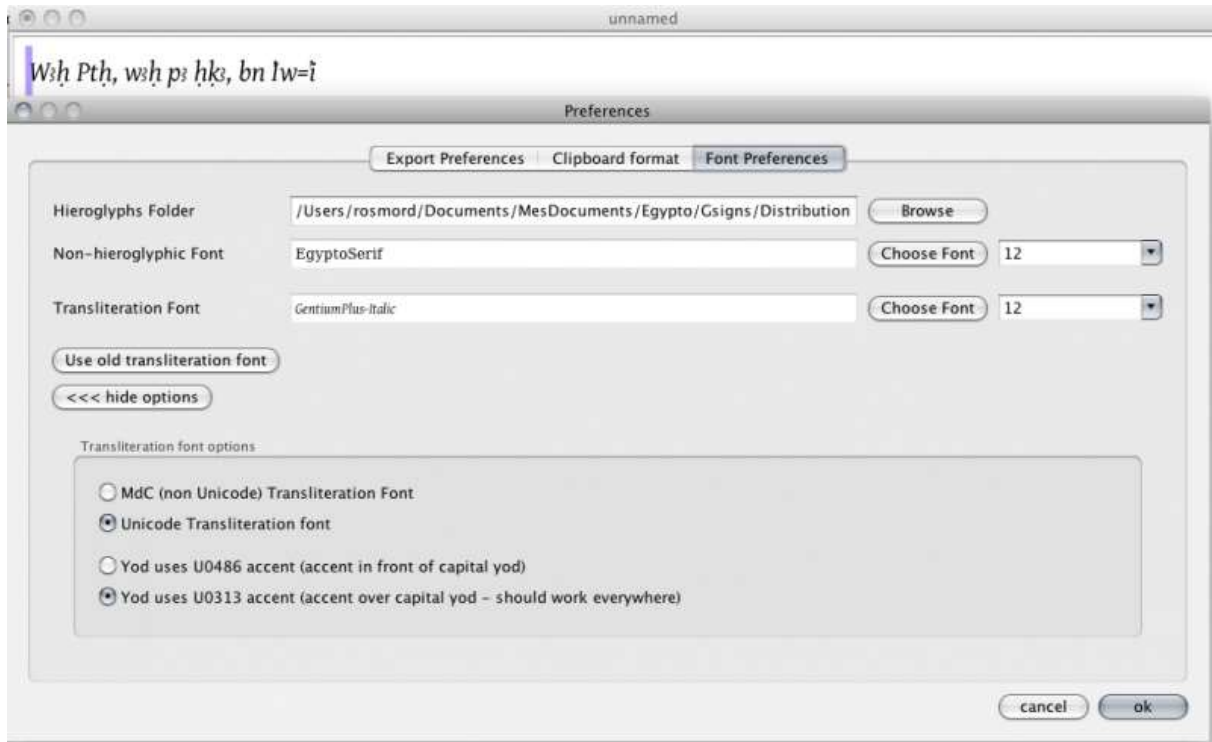 unnamed
Wꜣḥ Ptḥ, wꜣḥ pꜣ ḥḳꜣ, bn i̓w=i̓
Preferences
Export Preferences Clipboard format Font Preferences
Hieroglyphs Folder /Users/rosmord/Documents/MesDocuments/Egypto/Gsigns/Distribution Browse
Non-hieroglyphic Font EgyptoSerif Choose Font 12
Transliteration Font GentiumPlus-Italic Choose Font 12
Use old transliteration font
<<< hide options
Transliteration font options
MdC (non Unicode) Transliteration Font
Unicode Transliteration font
Yod uses U0486 accent (accent in front of capital yod)
Yod uses U0313 accent (accent over capital yod - should work everywhere)
cancel ok